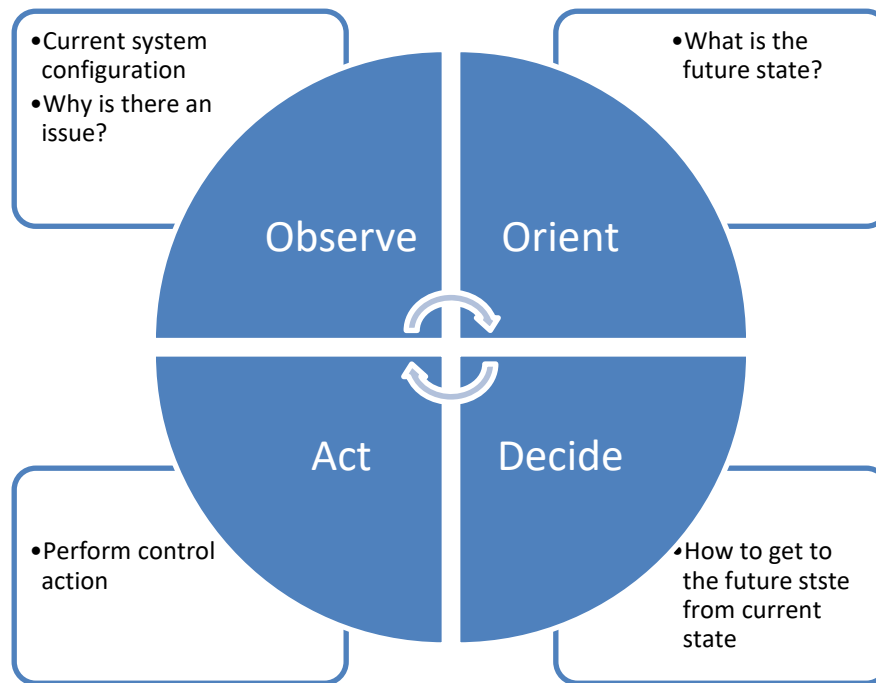 •Current system
configuration
•Why is there an
issue?
•What is the
future state?
Observe
Orient
Act
Decide
•Perform control
action
•How to get to
the future stste
from current
state